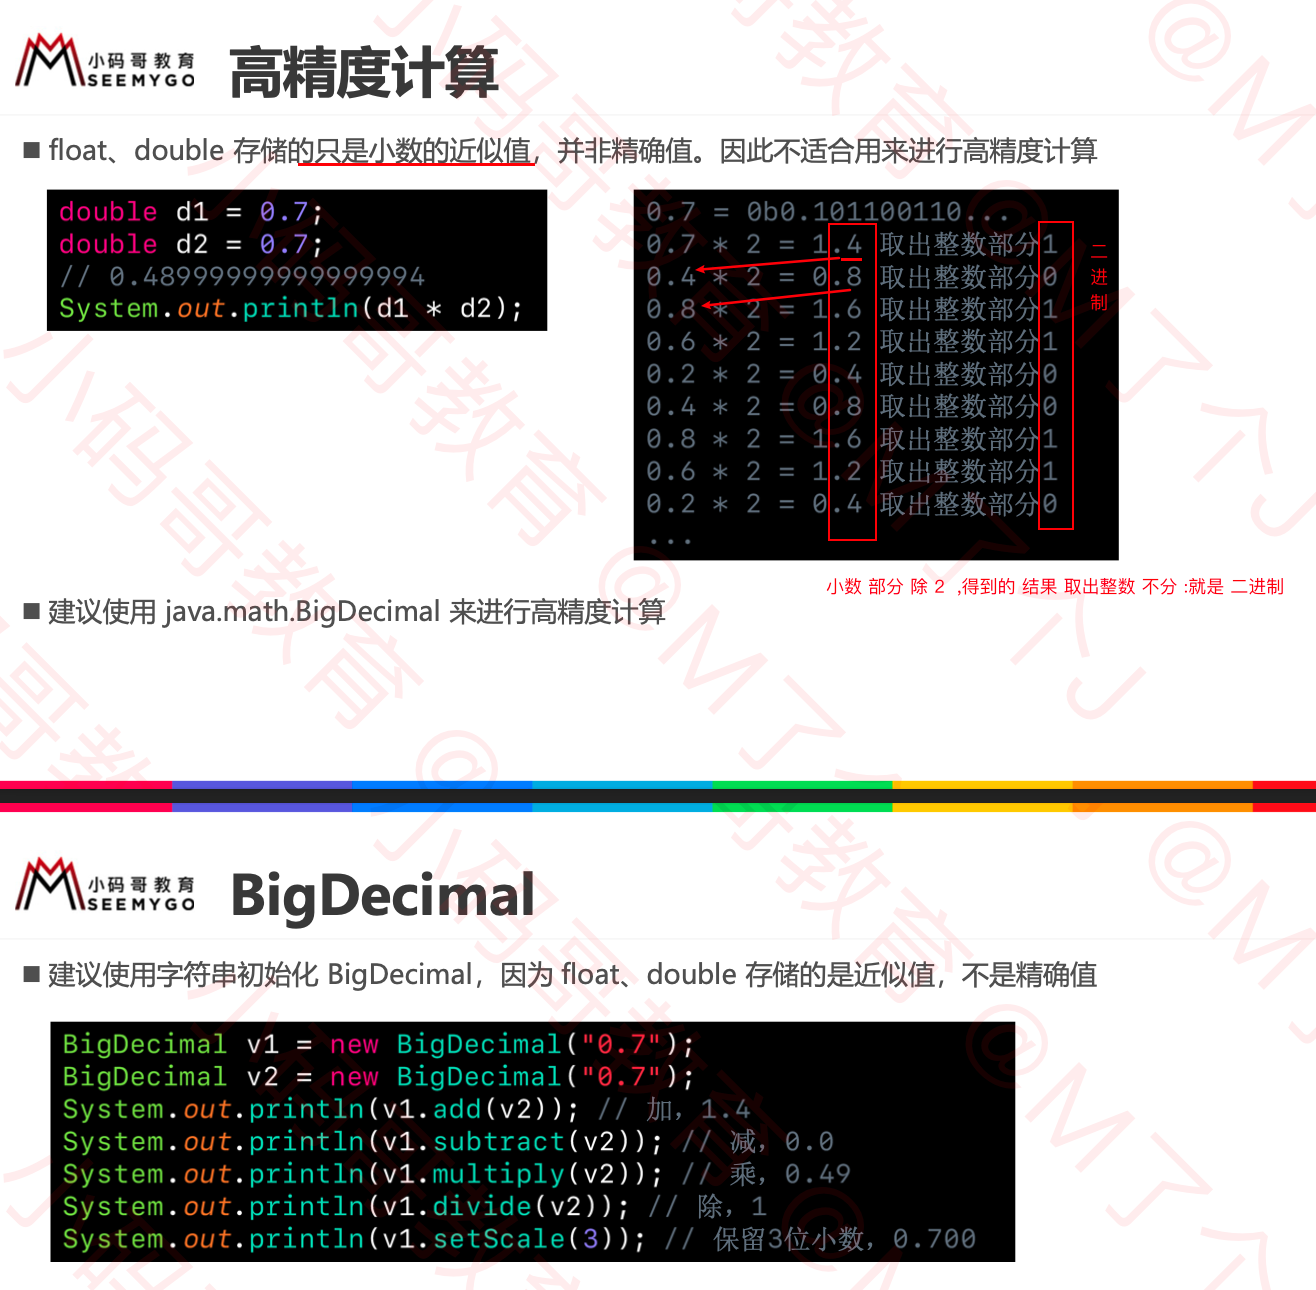 小码哥教育
SEEMYGO
高精度计算
■ float、double 存储的只是小数的近似值，并非精确值。因此不适合用来进行高精度计算
double d1 = 0.7;
double d2 = 0.7;
// 0.48999999999999994
System.out.println(d1 * d2);
0.7 = 0b0.101100110...
0.7 * 2 = 1.4 取出整数部分1
0.4 * 2 = 0.8 取出整数部分0
0.8 * 2 = 1.6 取出整数部分1
0.6 * 2 = 1.2 取出整数部分1
0.2 * 2 = 0.4 取出整数部分0
0.4 * 2 = 0.8 取出整数部分0
0.8 * 2 = 1.6 取出整数部分1
0.6 * 2 = 1.2 取出整数部分1
0.2 * 2 = 0.4 取出整数部分0
...
二
进
制
小数 部分 除 2 ,得到的 结果 取出整数 不分 :就是 二进制
■ 建议使用 java.math.BigDecimal 来进行高精度计算
小码哥教育
SEEMYGO
BigDecimal
■ 建议使用字符串初始化 BigDecimal，因为 float、double 存储的是近似值，不是精确值
BigDecimal v1 = new BigDecimal("0.7");
BigDecimal v2 = new BigDecimal("0.7");
System.out.println(v1.add(v2)); // 加，1.4
System.out.println(v1.subtract(v2)); // 减，0.0
System.out.println(v1.multiply(v2)); // 乘，0.49
System.out.println(v1.divide(v2)); // 除，1
System.out.println(v1.setScale(3)); // 保留3位小数，0.700
小码哥教育 @M了个J